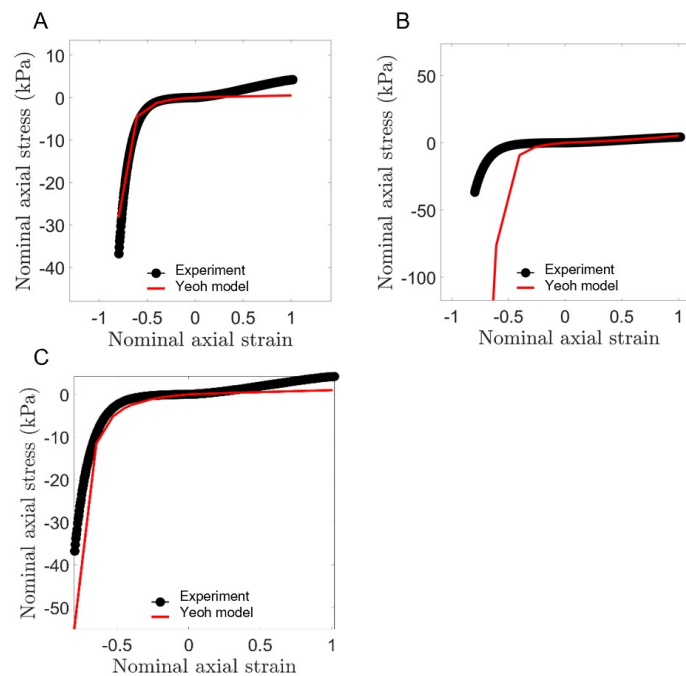 A
Nominal axial stress (kPa)
10
0
-10
-20
-30
-40
Experiment
Yeoh model
-1 -0.5 0 0.5 1
Nominal axial strain
B
Nominal axial stress (kPa)
50
0
-50
-100
Experiment
Yeoh model
-1 -0.5 0 0.5 1
Nominal axial strain
C
Nominal axial stress (kPa)
0
-10
-20
-30
-40
-50
Experiment
Yeoh model
-0.5 0 0.5 1
Nominal axial strain